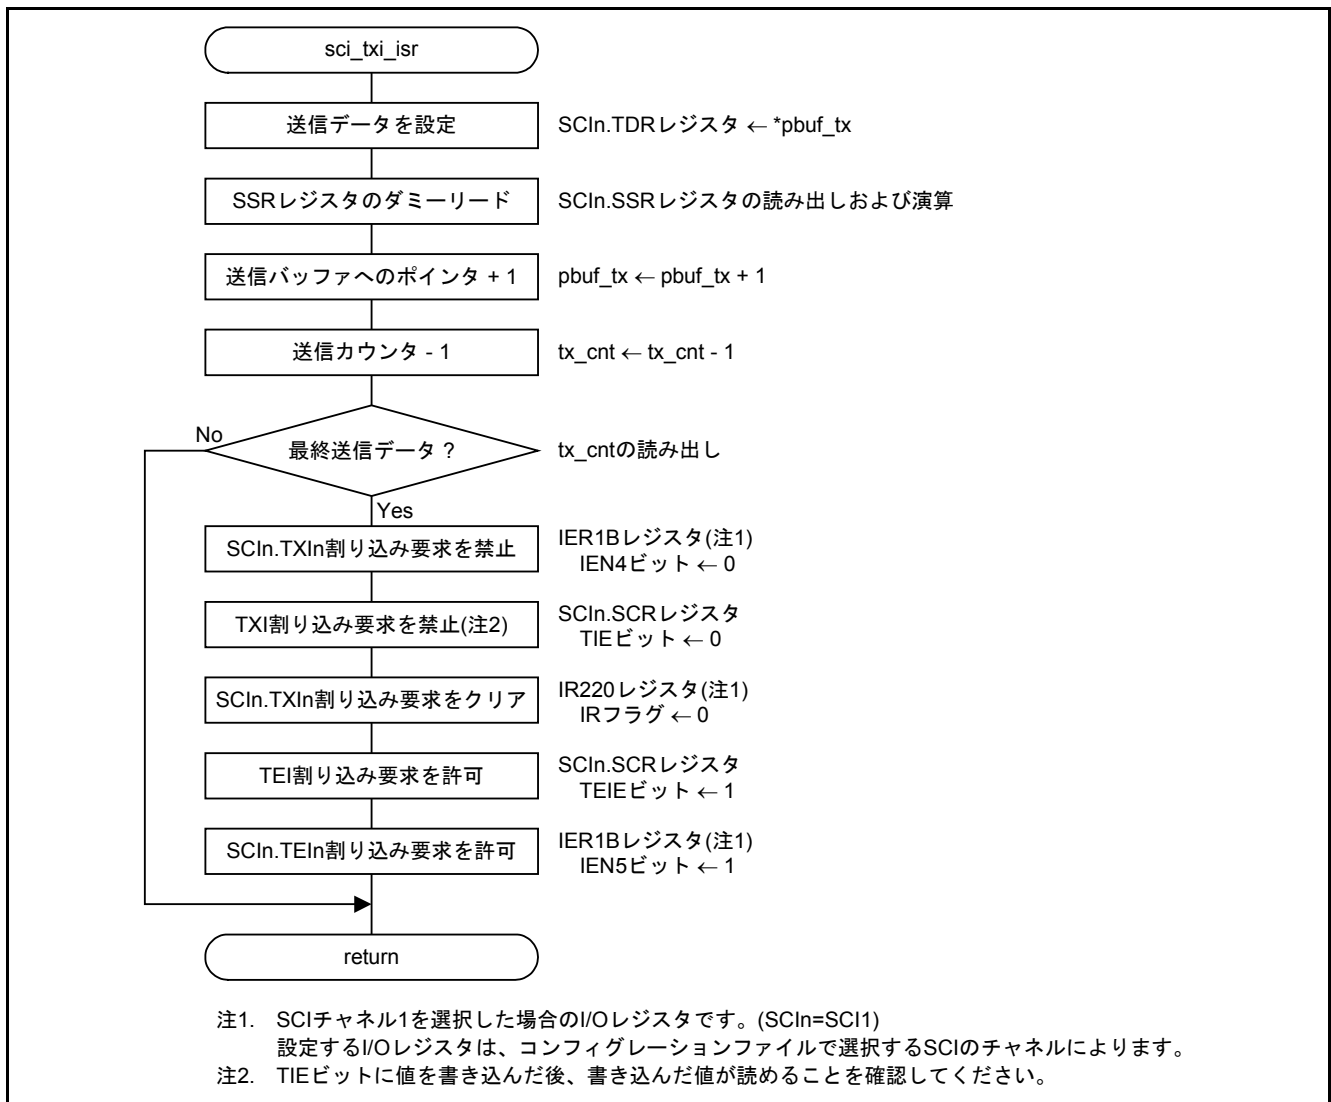 sci_txi_isr
送信データを設定
SCIn.TDRレジスタ ← *pbuf_tx
SSRレジスタのダミーリード
SCIn.SSRレジスタの読み出しおよび演算
送信バッファへのポインタ + 1
pbuf_tx ← pbuf_tx + 1
送信カウンタ - 1
tx_cnt ← tx_cnt - 1
No
最終送信データ ?
tx_cntの読み出し
Yes
SCIn.TXIn割り込み要求を禁止
IER1Bレジスタ(注1)
IEN4ビット ← 0
TXI割り込み要求を禁止(注2)
SCIn.SCRレジスタ
TIEビット ← 0
SCIn.TXIn割り込み要求をクリア
IR220レジスタ(注1)
IRフラグ ← 0
TEI割り込み要求を許可
SCIn.SCRレジスタ
TEIEビット ← 1
SCIn.TEIn割り込み要求を許可
IER1Bレジスタ(注1)
IEN5ビット ← 1
return
注1. SCIチャネル1を選択した場合のI/Oレジスタです。(SCIn=SCI1)
設定するI/Oレジスタは、コンフィグレーションファイルで選択するSCIのチャネルによります。
注2. TIEビットに値を書き込んだ後、書き込んだ値が読めることを確認してください。